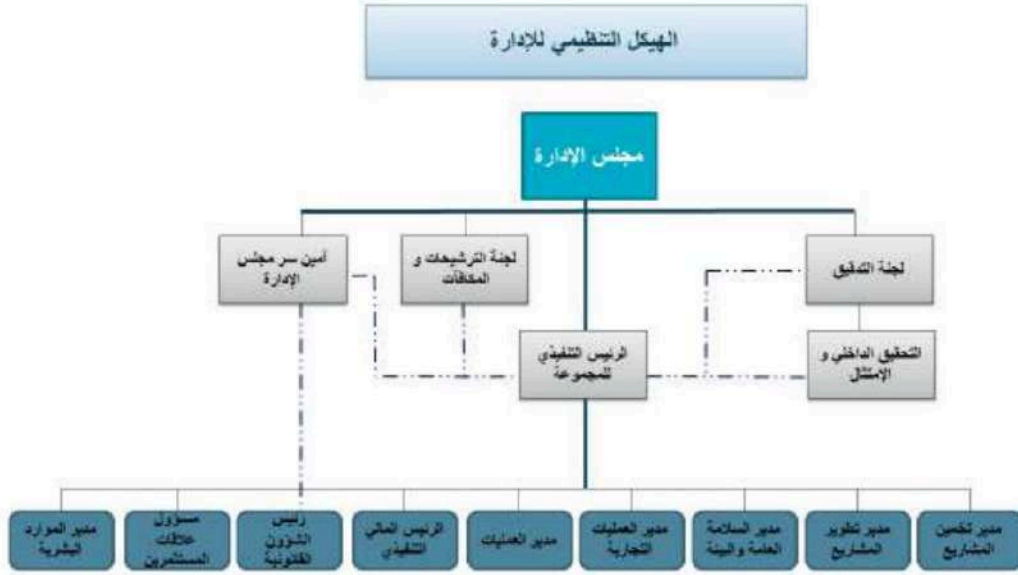 الهيكل التنظيمي للإدارة
مجلس الإدارة
لجنة التدقيق
لجنة الترشيحات و
المكافآت
أمين سر مجلس
الإدارة
التحقيق الداخلي و
الإمتثال
الرئيس التنفيذي
للمجموعة
مدير تخمين
المشاريع
مدير تطوير
المشاريع
مدير السلامة
العامة والبيئة
مدير العمليات
التجارية
مدير العمليات
الرئيس المالي
التنفيذي
رئيس
الشؤون
القانونية
مسؤول
علاقات
المستثمرين
مدير الموارد
البشرية